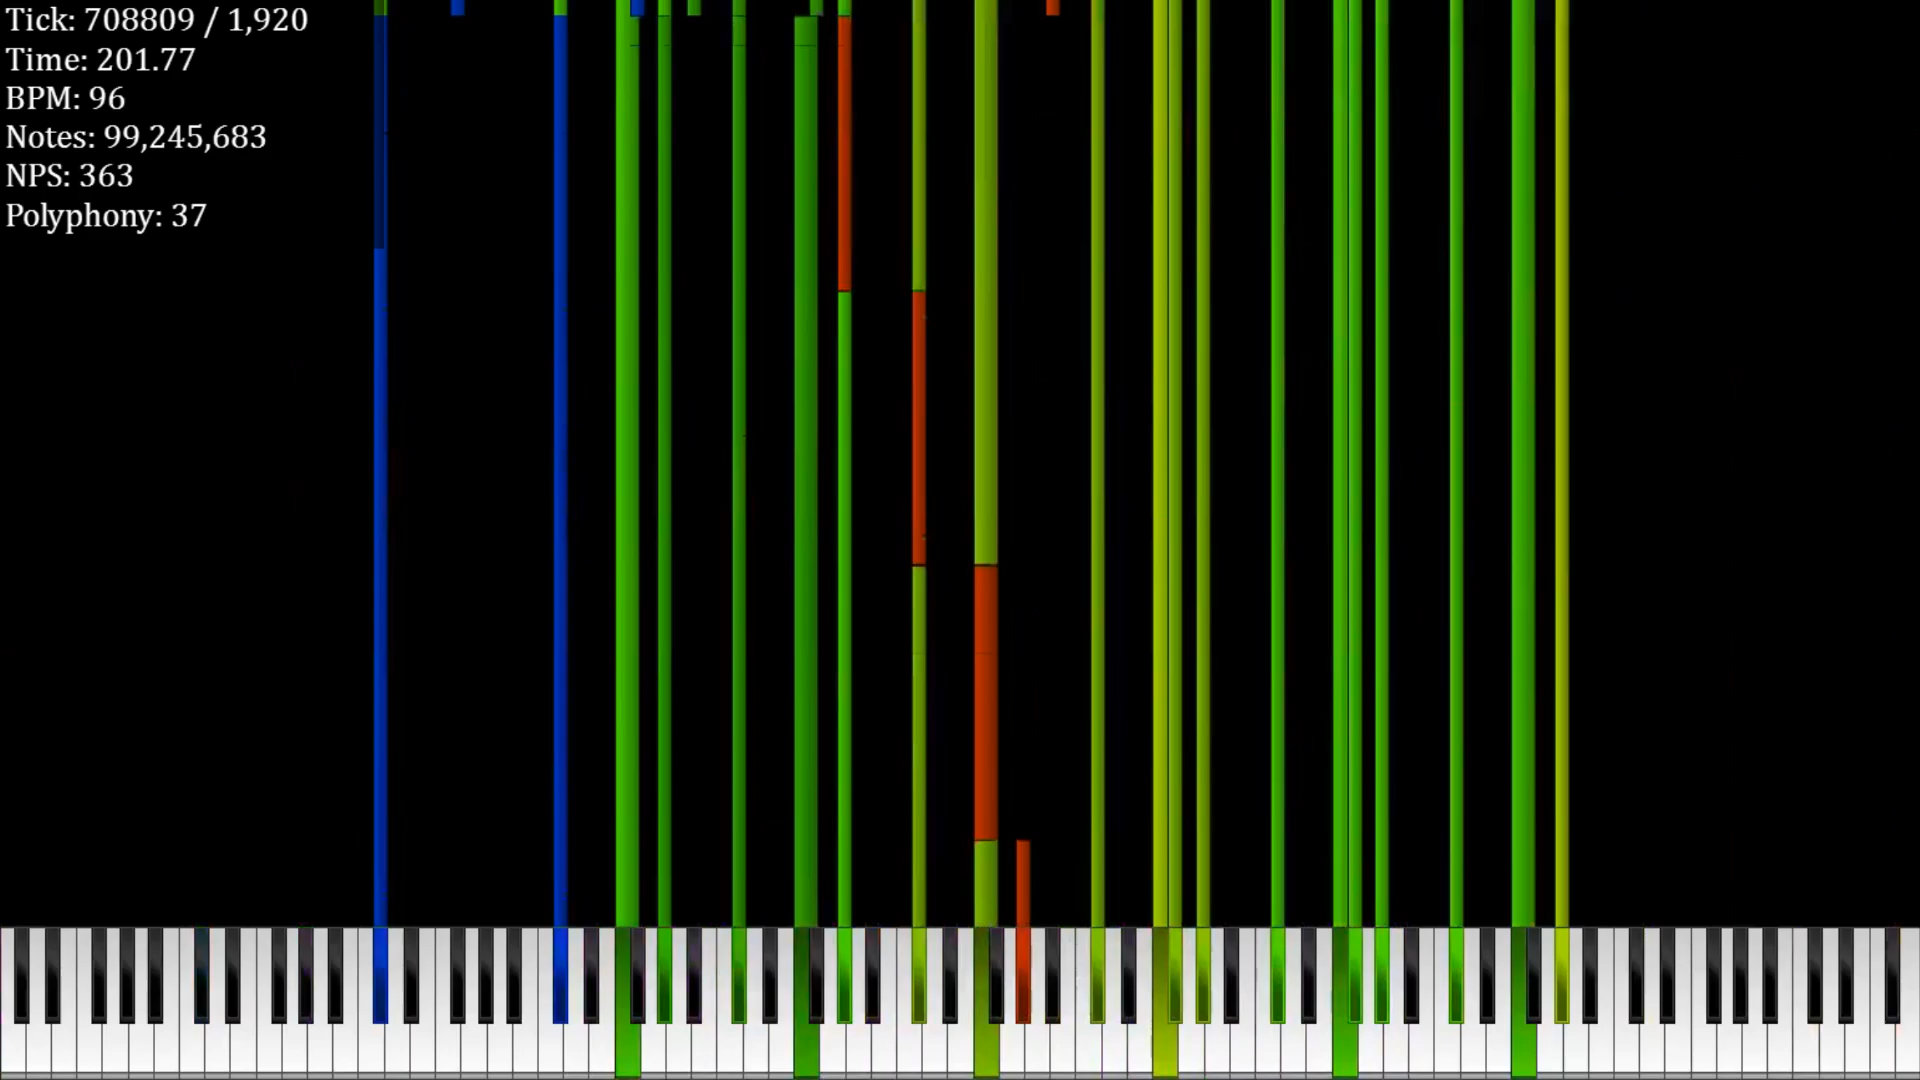 Tick: 708809 / 1,920
Time: 201.77
BPM: 96
Notes: 99,245,683
NPS: 363
Polyphony: 37